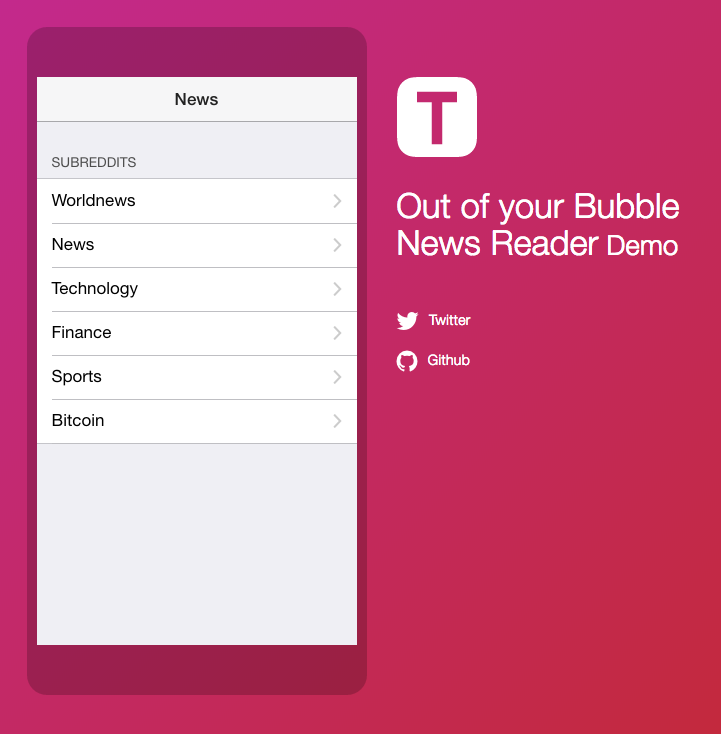 News
SUBREDDITS
Worldnews
News
Technology
Finance
Sports
Bitcoin
T
Out of your Bubble
News Reader Demo
Twitter
Github